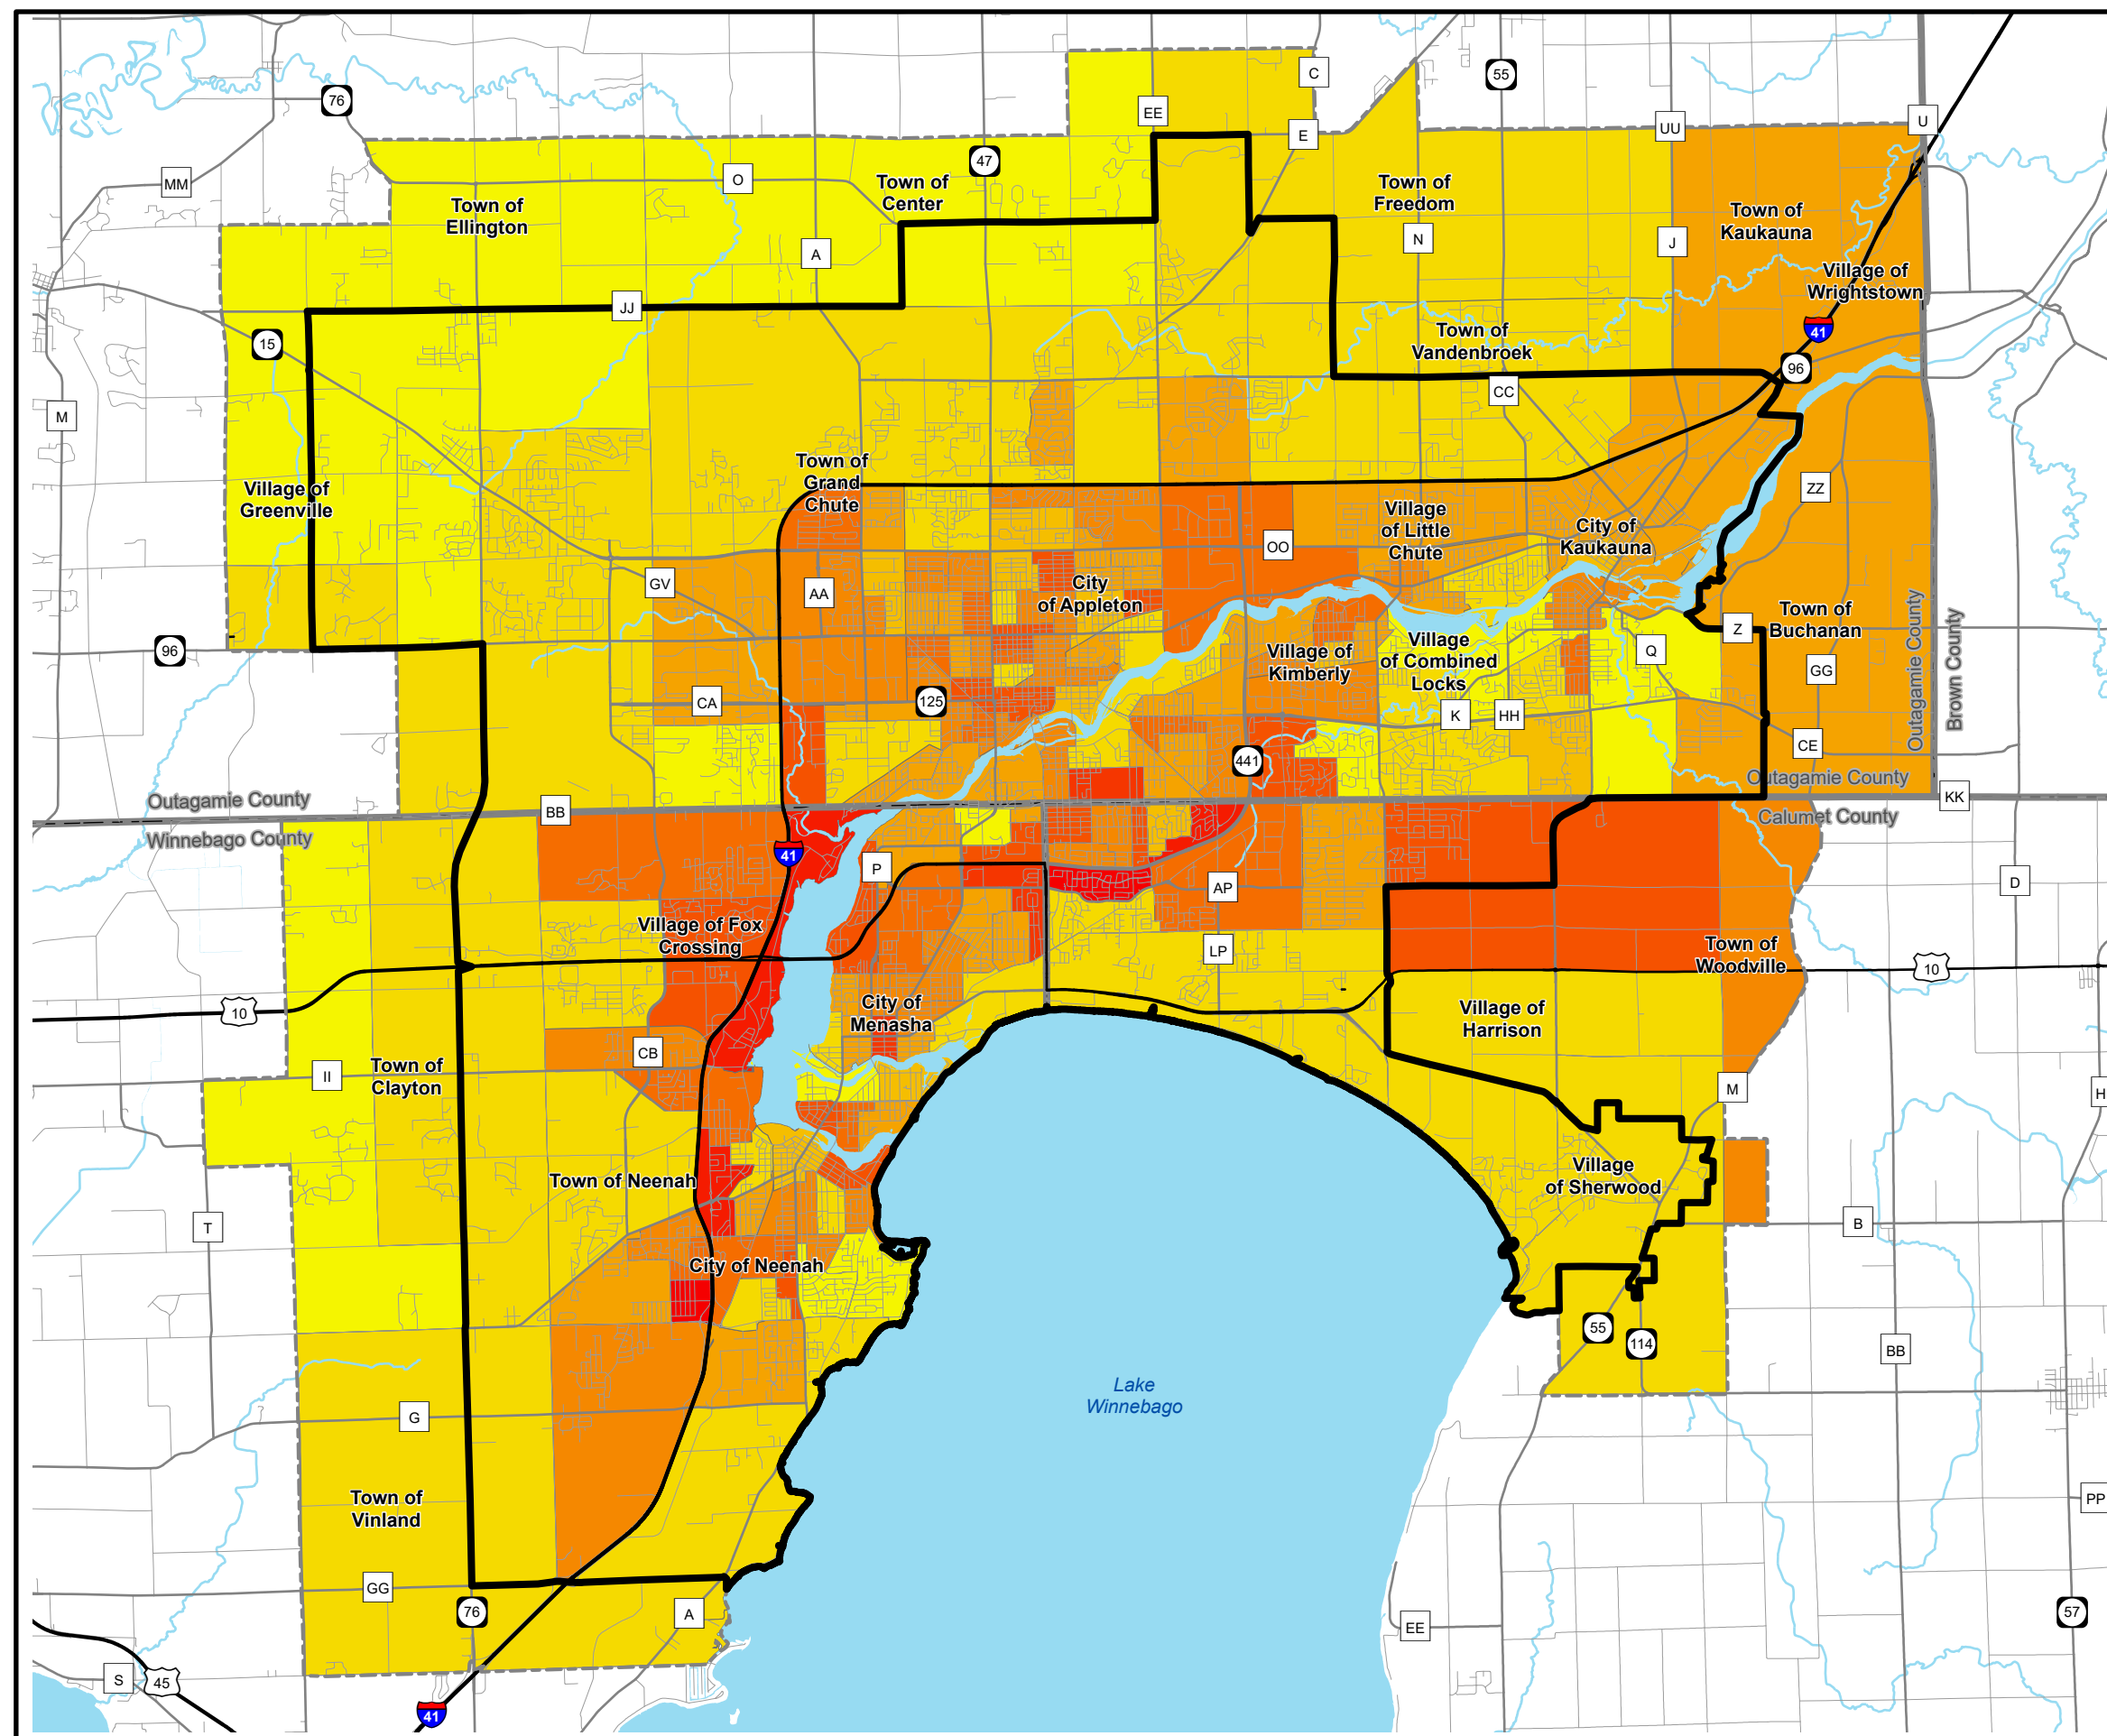 C
55
76
EE
UU
U
E
47
MM
O
Town of
Center
Town of
Freedom
Town of
Ellington
Town of
Kaukauna
N
J
A
Village of
Wrightstown
JJ
41
15
Town of
Vandenbroek
96
CC
M
Town of
Grand
Chute
Village of
Greenville
ZZ
Village
of Little
Chute
City of
Kaukauna
OO
GV
AA
City
of Appleton
Town of
Buchanan
Z
96
Village of
Kimberly
Village
of Combined
Locks
Q
GG
Outagamie County
Brown County
CA
125
K
HH
CE
441
Outagamie County
Outagamie County
BB
KK
Winnebago County
Calumet County
41
P
AP
D
Village of Fox
Crossing
LP
Town of
Woodville
10
10
City of
Menasha
Village of
Harrison
CB
II
Town of
Clayton
M
H
Town of Neenah
Village
of Sherwood
T
B
City of Neenah
55
114
BB
Lake
Winnebago
G
Town of
Vinland
PP
GG
76
A
57
EE
S
45
41